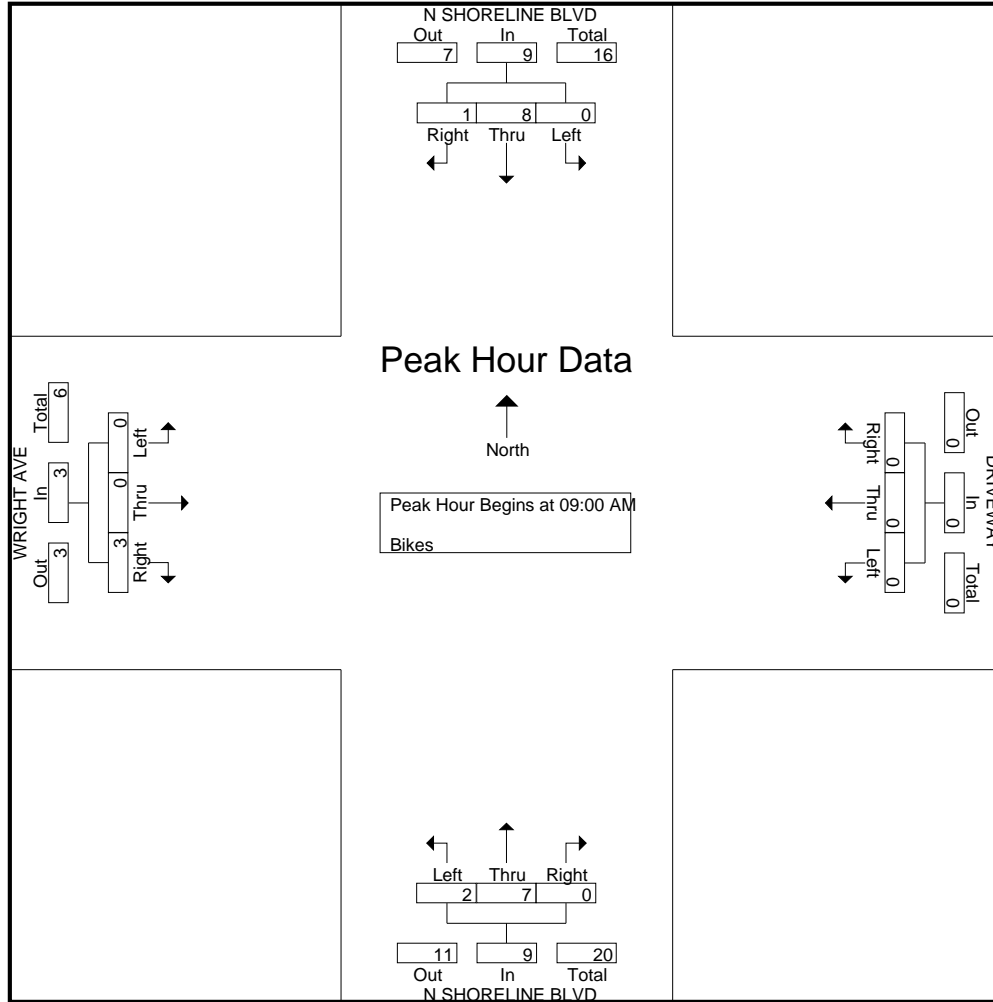 N SHORELINE BLVD
Out In Total
7 9 16
1 8 0
Right Thru Left
Peak Hour Data
North
Peak Hour Begins at 09:00 AM
Bikes
WRIGHT AVE
Total In Out
6 3 3
0 0 3
Left Thru Right
DRIVEWAY
Out In Total
0 0 0
Right Thru Left
0 0 0
Left Thru Right
2 7 0
11 9 20
Out In Total
N SHORELINE BLVD